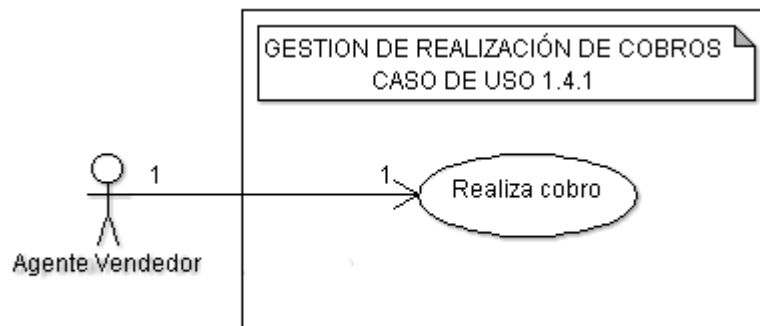 GESTION DE REALIZACIÓN DE COBROS
CASO DE USO 1.4.1
1
1
Realiza cobro
Agente Vendedor